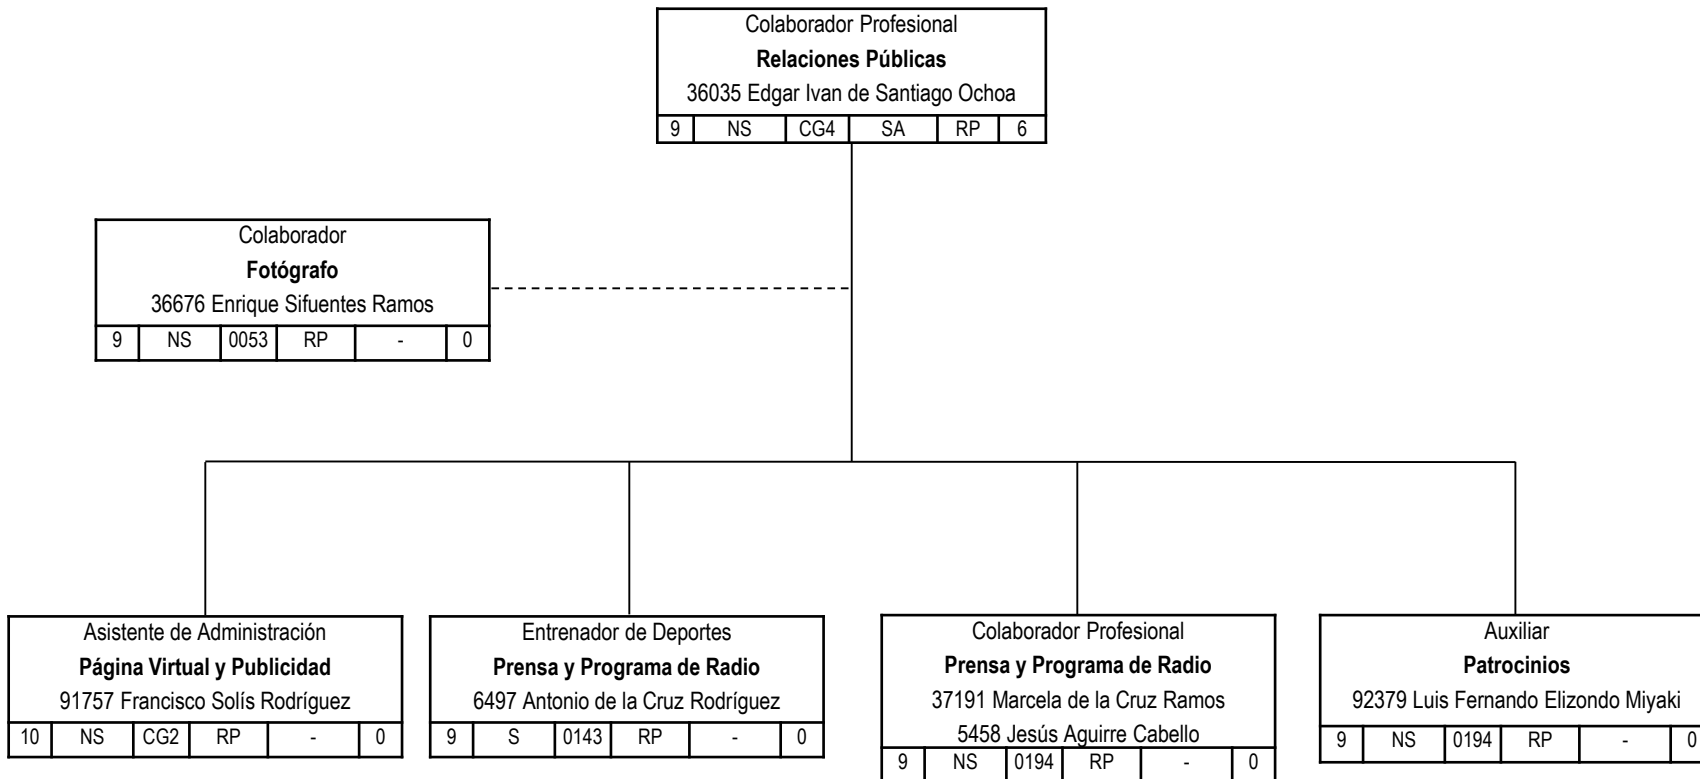 Colaborador Profesional
Relaciones Públicas
36035 Edgar Ivan de Santiago Ochoa
9 NS CG4 SA RP 6
Colaborador
Fotógrafo
36676 Enrique Sifuentes Ramos
9 NS 0053 RP - 0
Asistente de Administración
Página Virtual y Publicidad
91757 Francisco Solís Rodríguez
10 NS CG2 RP - 0
Entrenador de Deportes
Prensa y Programa de Radio
6497 Antonio de la Cruz Rodríguez
9 S 0143 RP - 0
Colaborador Profesional
Prensa y Programa de Radio
37191 Marcela de la Cruz Ramos
5458 Jesús Aguirre Cabello
9 NS 0194 RP - 0
Auxiliar
Patrocinios
92379 Luis Fernando Elizondo Miyaki
9 NS 0194 RP - 0